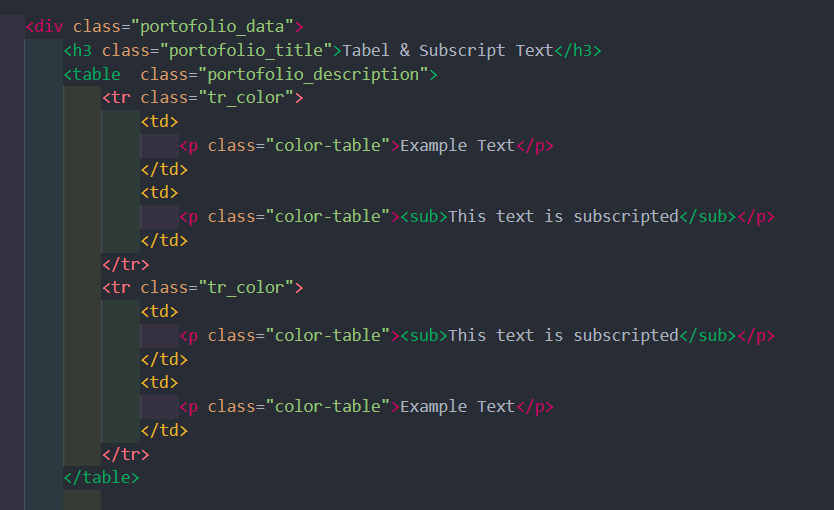 <div class="portofolio_data">
<h3 class="portofolio_title">Tabel & Subscript Text</h3>
<table  class="portofolio_description">
<tr class="tr_color">
<td>
<p class="color-table">Example Text</p>
</td>
<td>
<p class="color-table"><sub>This text is subscripted</sub></p>
</td>
</tr>
<tr class="tr_color">
<td>
<p class="color-table"><sub>This text is subscripted</sub></p>
</td>
<td>
<p class="color-table">Example Text</p>
</td>
</tr>
</table>